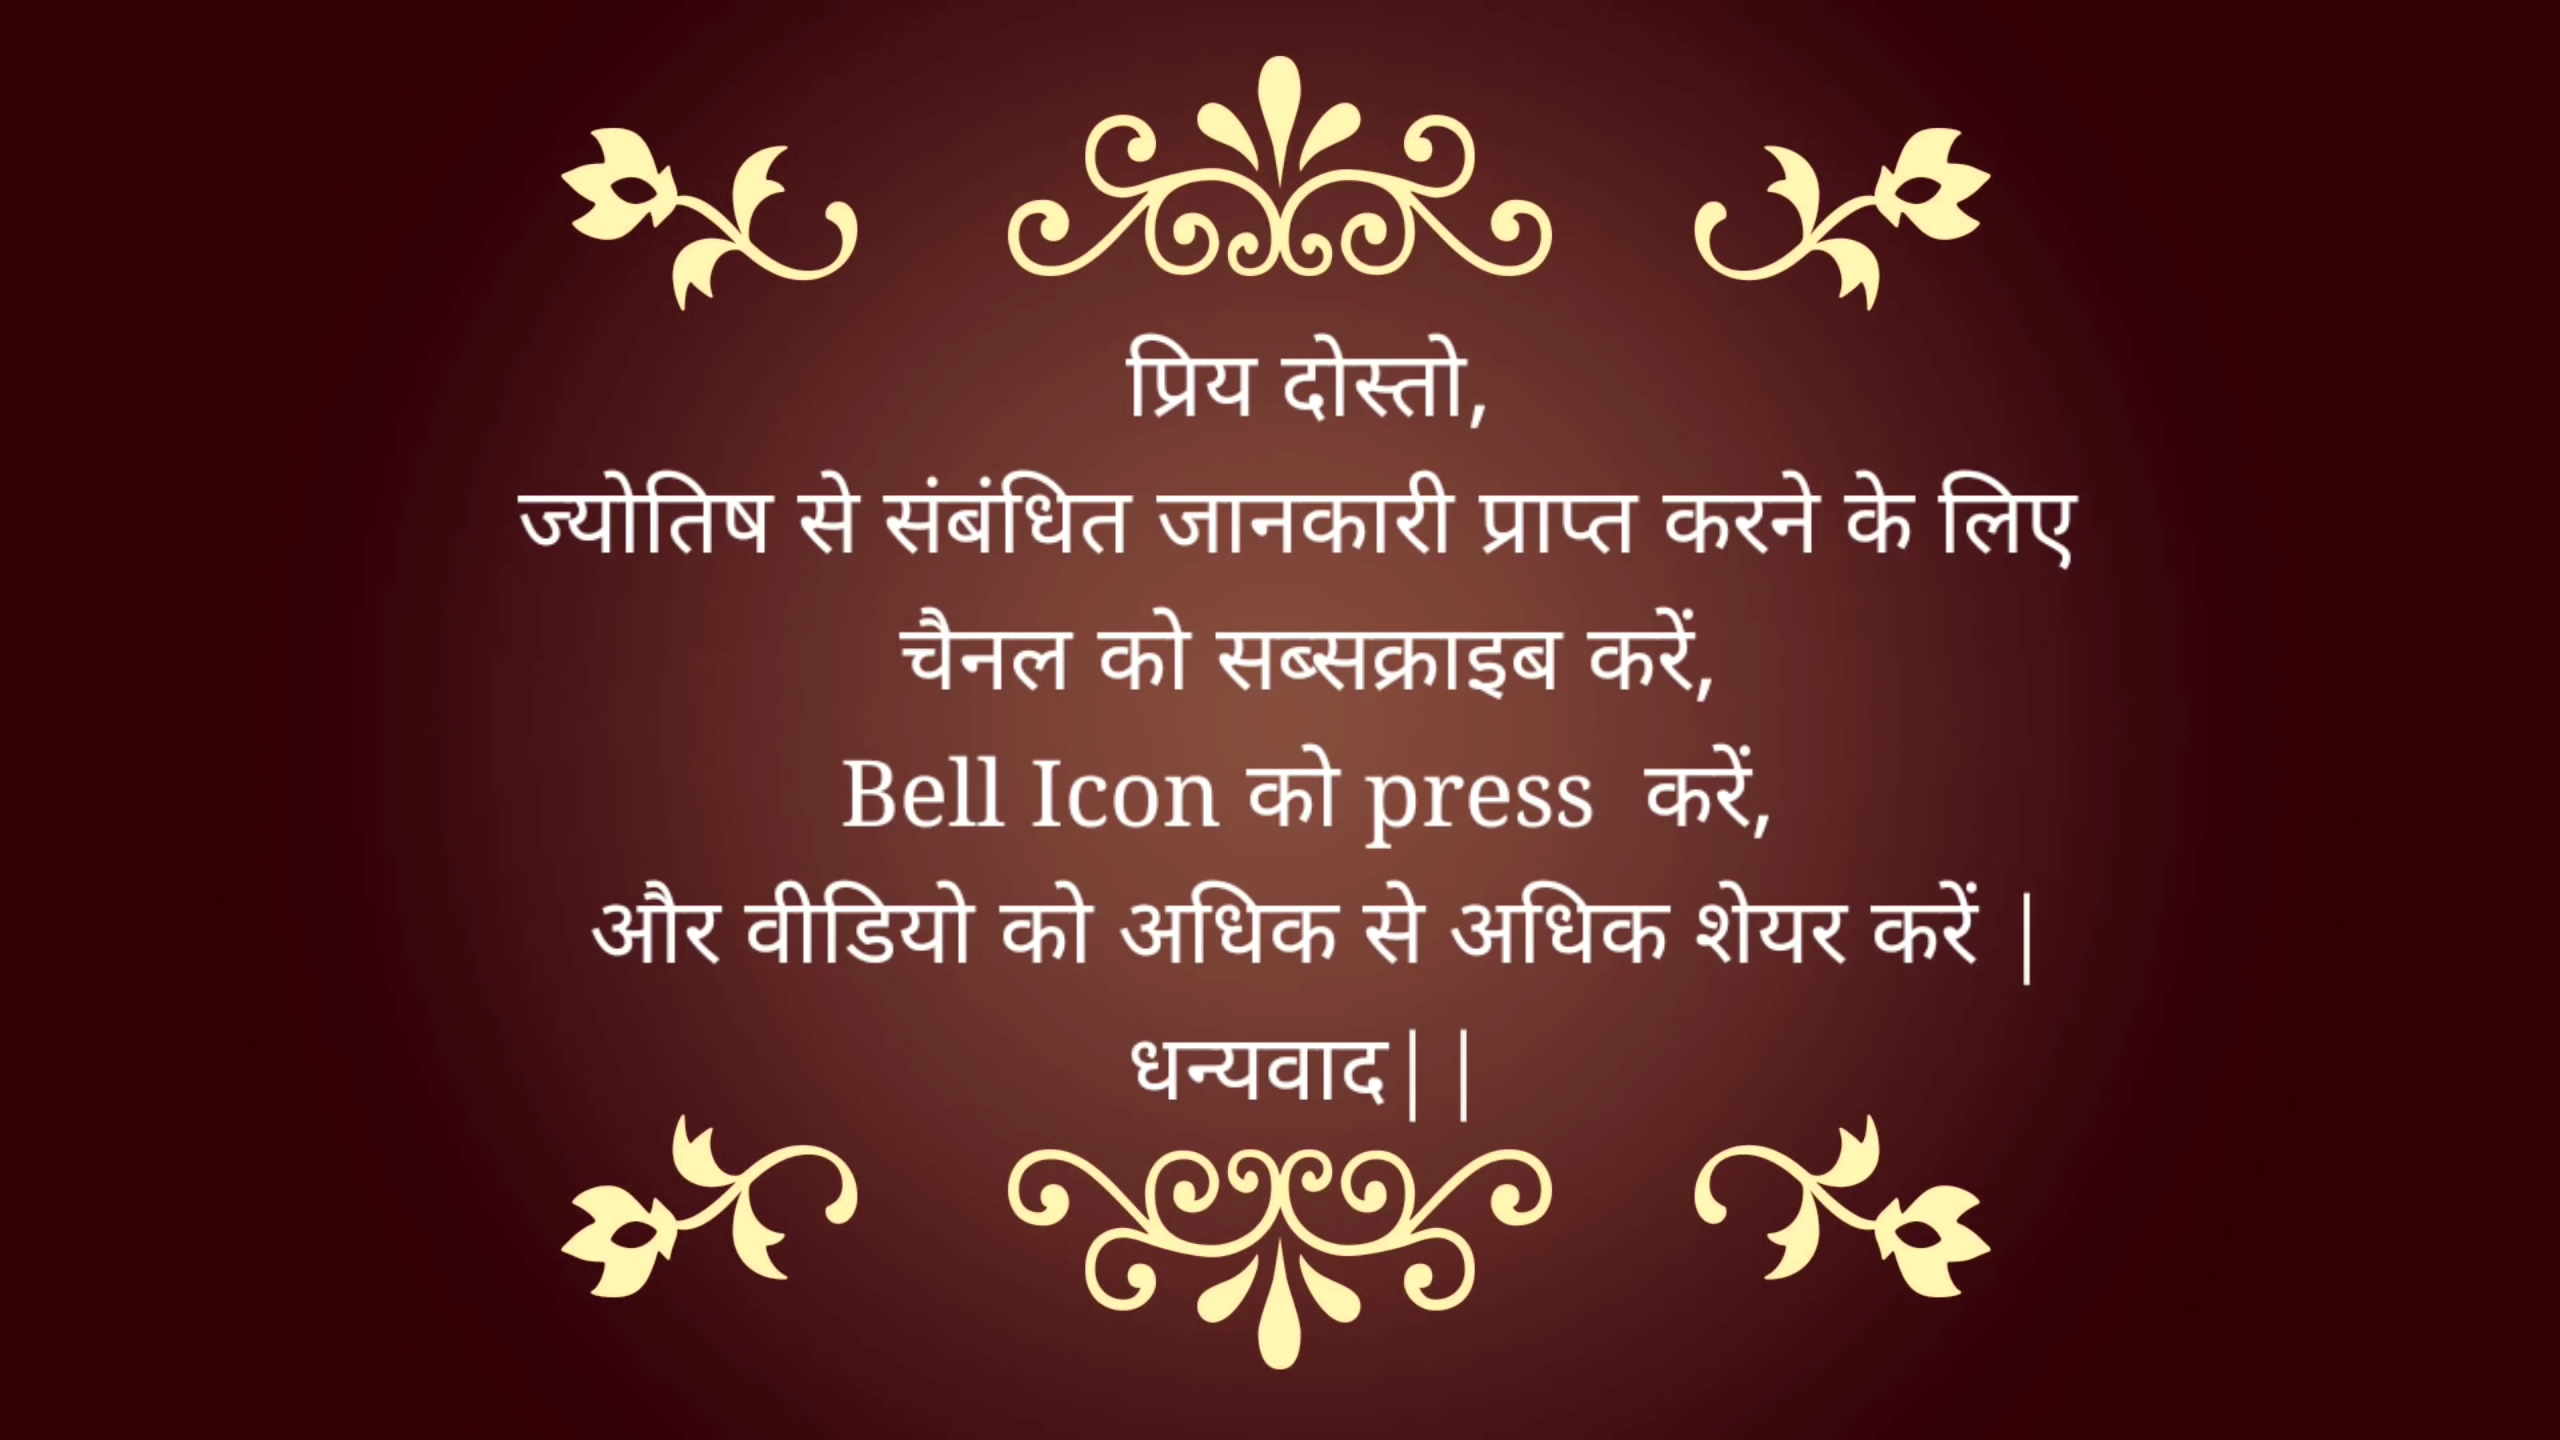 प्रिय दोस्तो,
ज्योतिष से संबंधित जानकारी प्राप्त करने के लिए
चैनल को सब्सक्राइब करें,
Bell Icon को press  करें,
और वीडियो को अधिक से अधिक शेयर करें |
धन्यवाद||